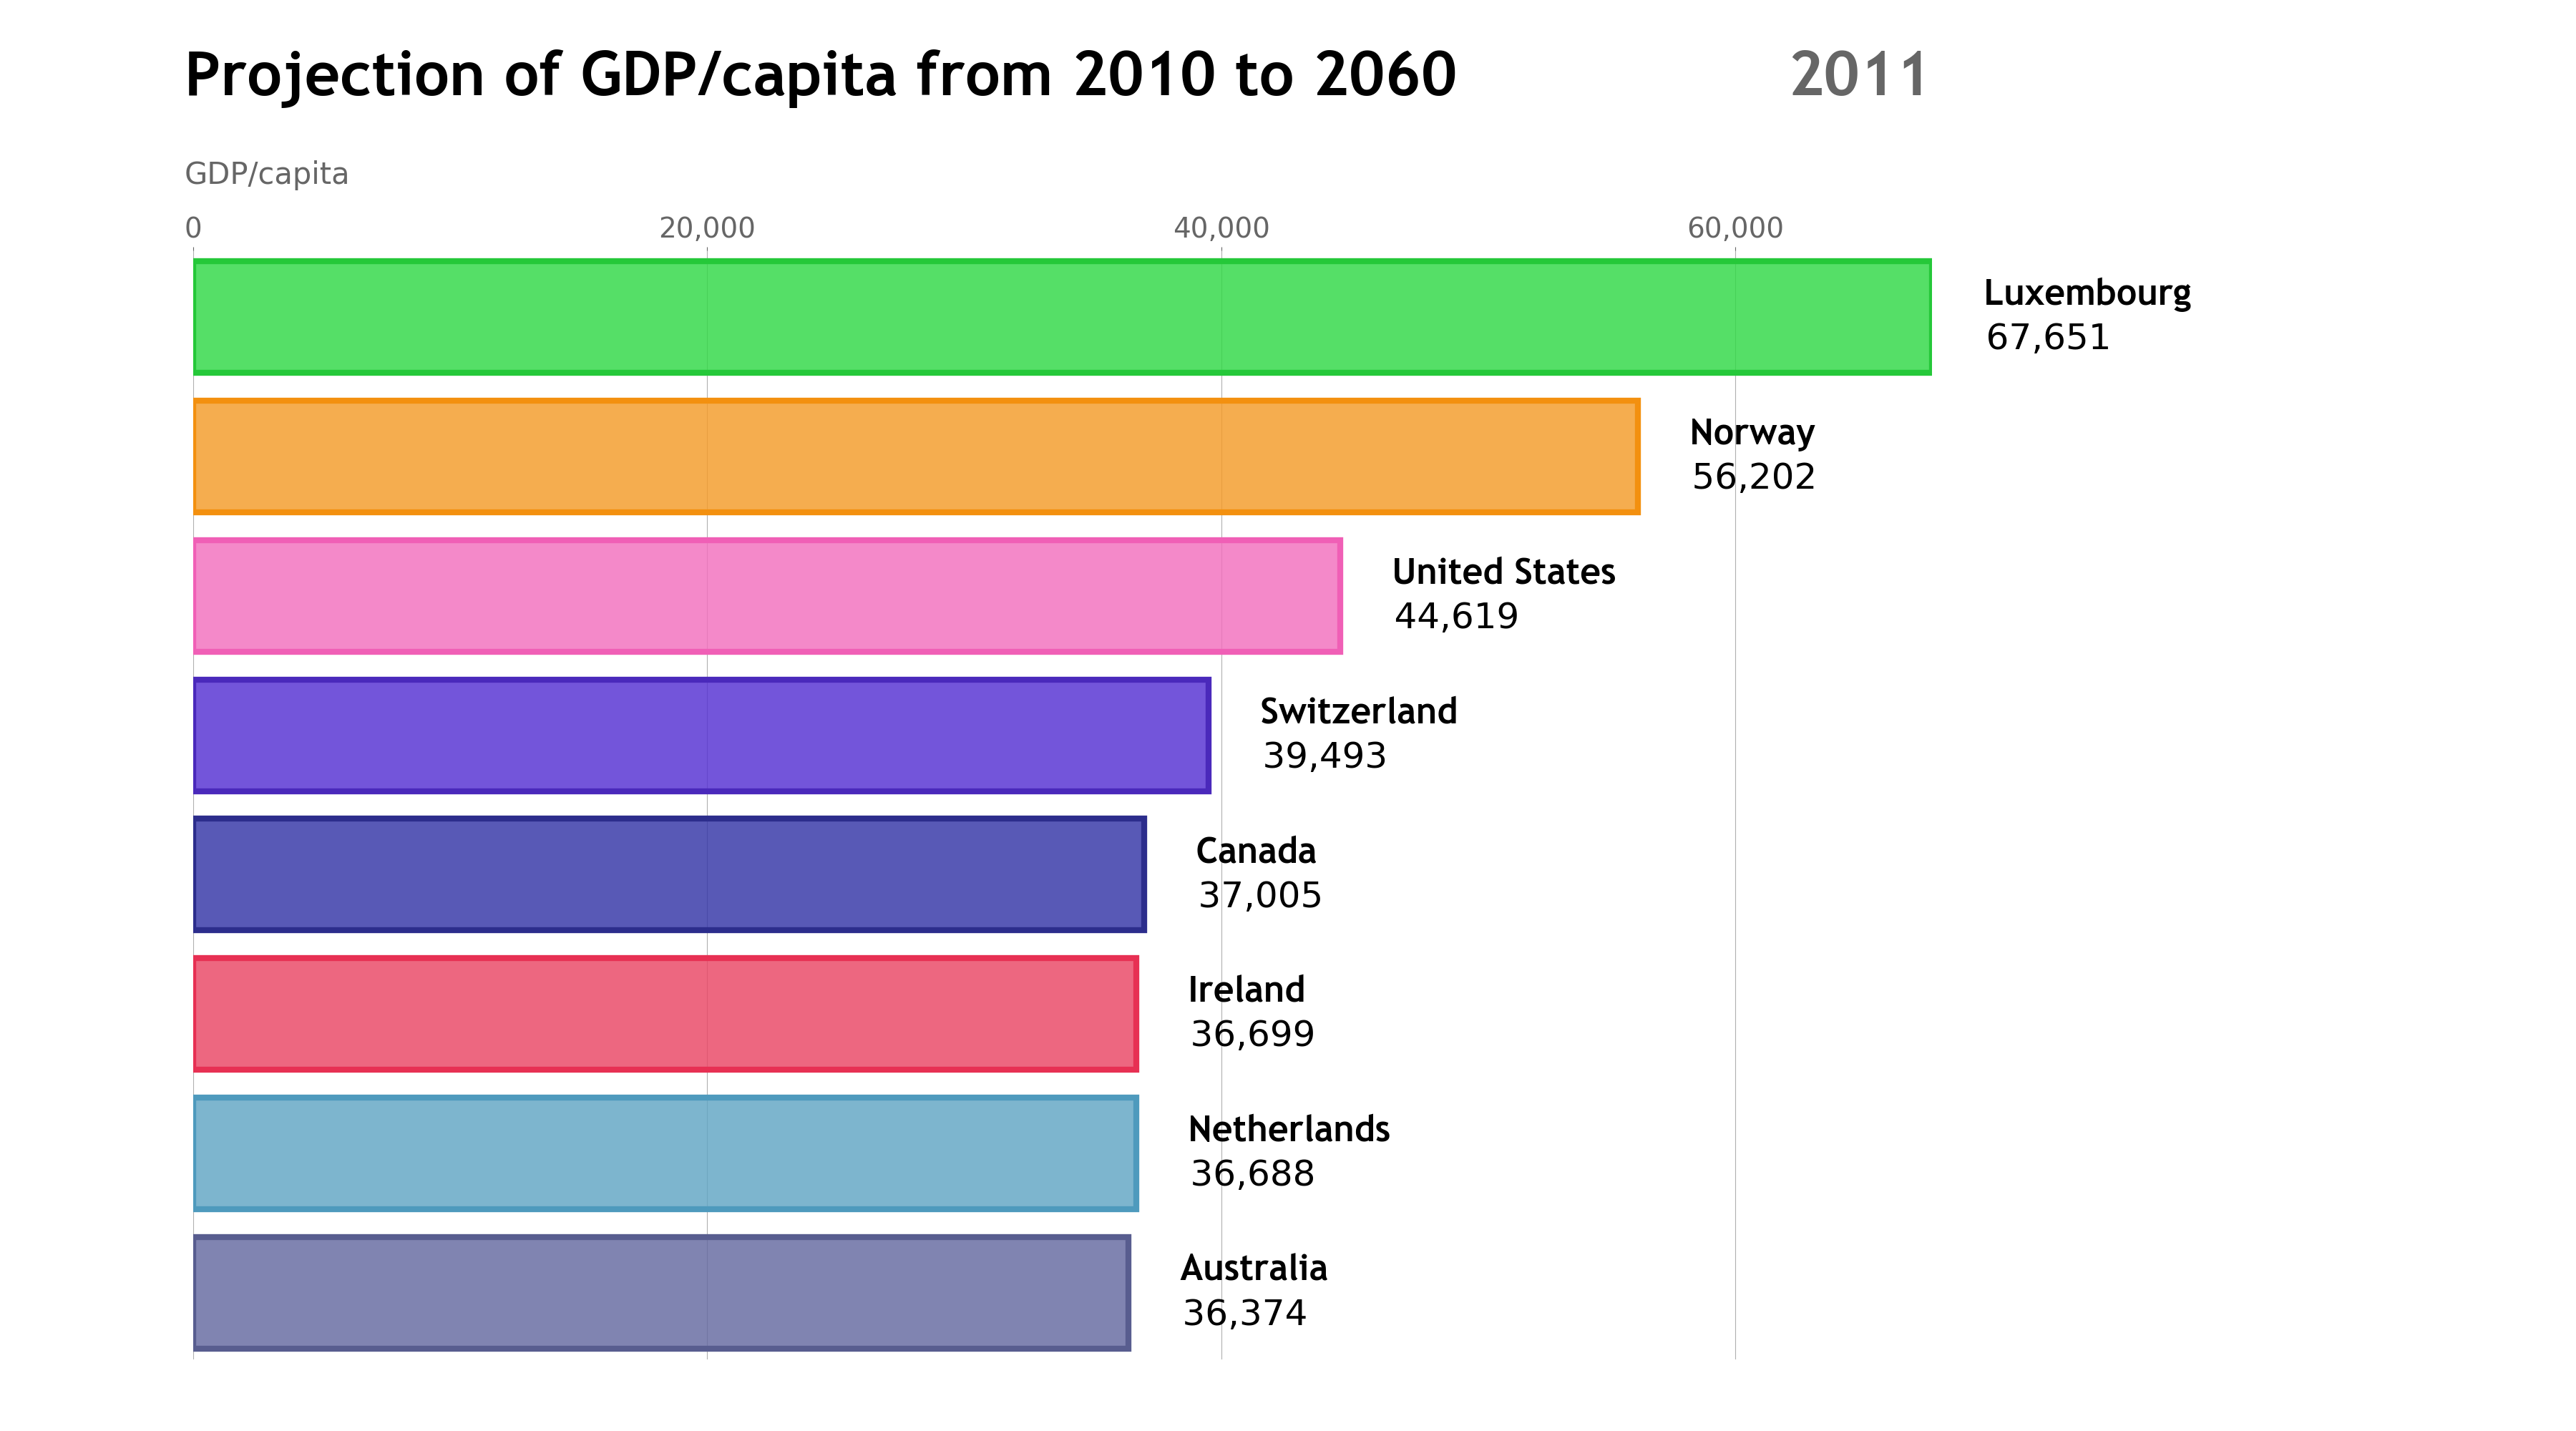 Projection of GDP/capita from 2010 to 2060 2011
GDP/capita
0 20,000 40,000 60,000
Luxembourg
67,651
Norway
56,202
United States
44,619
Switzerland
39,493
Canada
37,005
Ireland
36,699
Netherlands
36,688
Australia
36,374